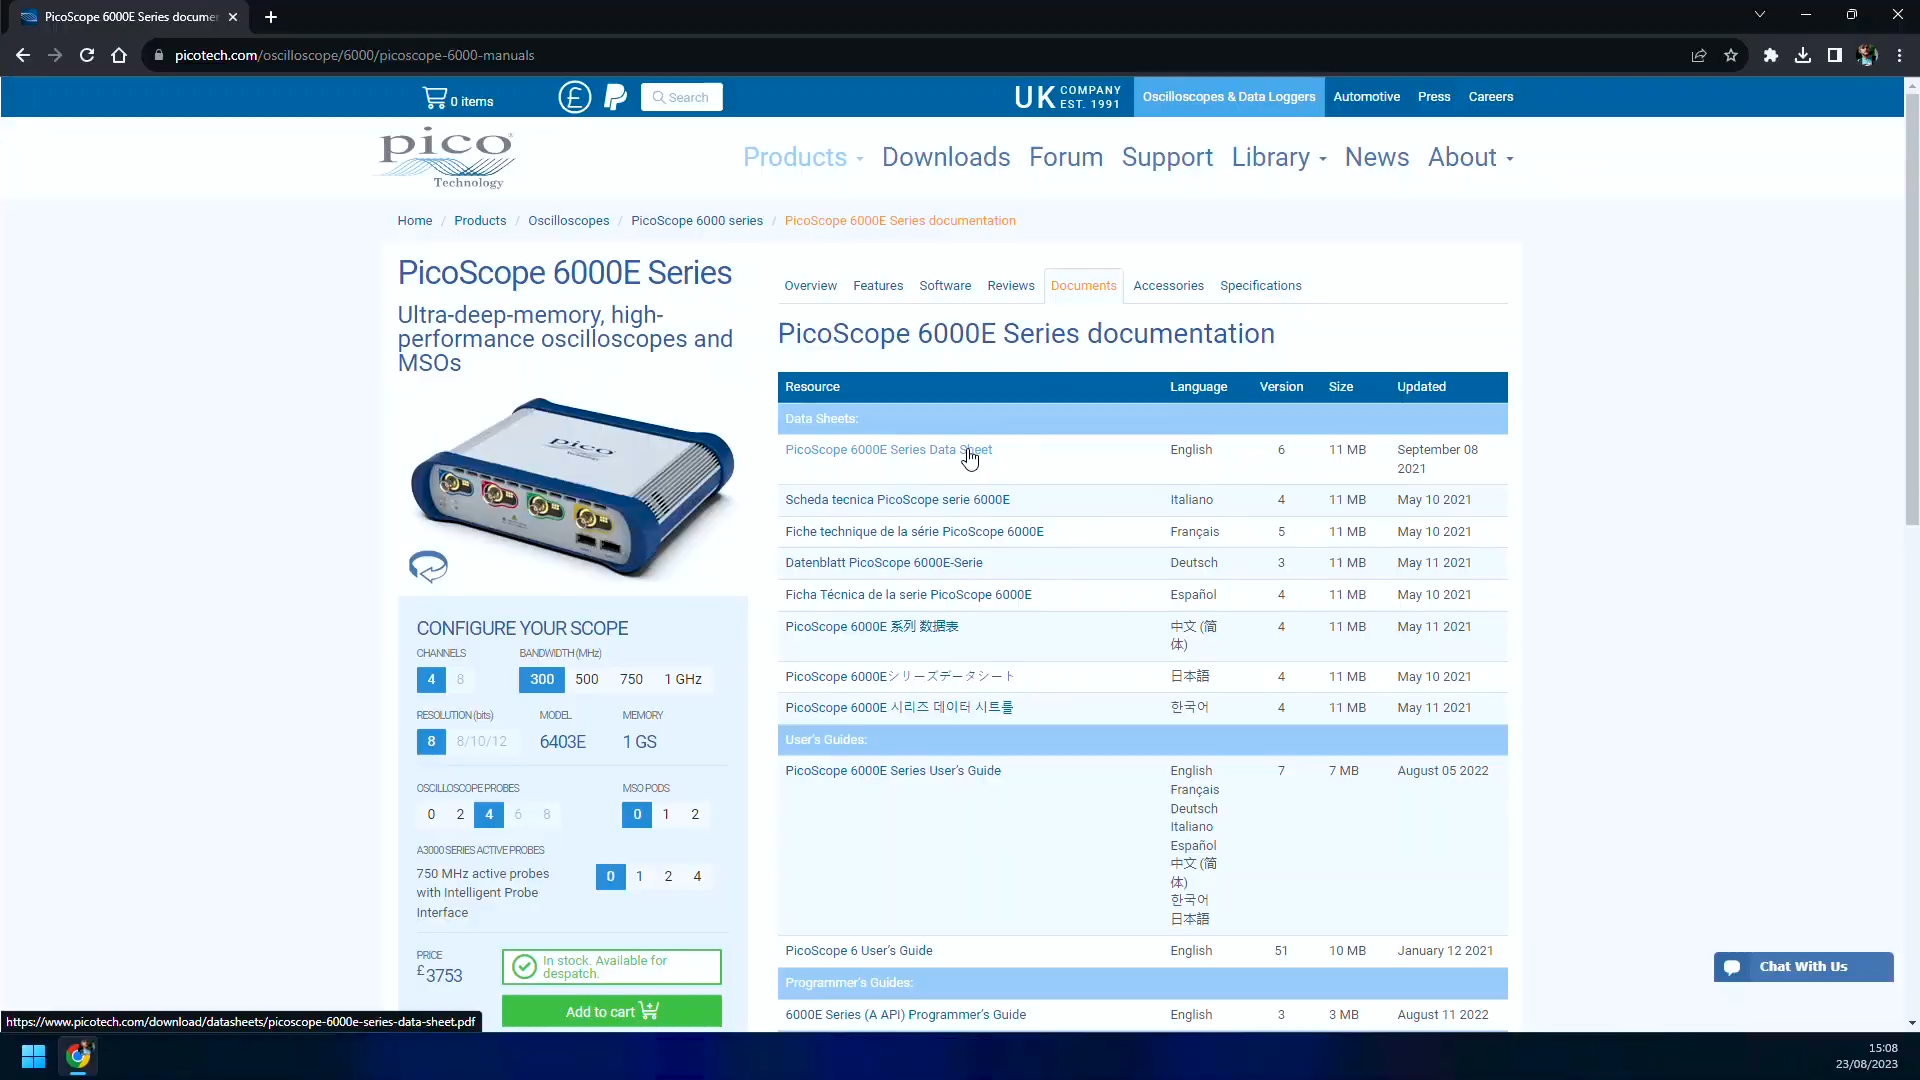 PicoScope 6000E Series documer
picotech.com/oscilloscope/6000/picoscope-6000-manuals
0 items
Search
UK COMPANY EST. 1991
Oscilloscopes & Data Loggers
Automotive
Press
Careers
pico
Technology
Products
Downloads
Forum
Support
Library
News
About
Home / Products / Oscilloscopes / PicoScope 6000 series / PicoScope 6000E Series documentation
PicoScope 6000E Series
Ultra-deep-memory, high-
performance oscilloscopes and
MSOs
pico
CONFIGURE YOUR SCOPE
CHANNELS BANDWIDTH (MHz)
4 8 300 500 750 1 GHz
RESOLUTION (bits) MODEL MEMORY
8 8/10/12 6403E 1 GS
OSCILLOSCOPE PROBES MSO PODS
0 2 4 6 8 0 1 2
A3000 SERIES ACTIVE PROBES
750 MHz active probes
with Intelligent Probe
Interface
0 1 2 4
PRICE
£3753
In stock. Available for
despatch.
Add to cart
Overview Features Software Reviews Documents Accessories Specifications
PicoScope 6000E Series documentation
Resource Language Version Size Updated
Data Sheets:
PicoScope 6000E Series Data Sheet English 6 11 MB September 08
2021
Scheda tecnica PicoScope serie 6000E Italiano 4 11 MB May 10 2021
Fiche technique de la série PicoScope 6000E Français 5 11 MB May 10 2021
Datenblatt PicoScope 6000E-Serie Deutsch 3 11 MB May 11 2021
Ficha Técnica de la serie PicoScope 6000E Español 4 11 MB May 10 2021
PicoScope 6000E 系列 数据表 中文 (简 4 11 MB May 11 2021
体)
PicoScope 6000Eシリーズデータシート 日本語 4 11 MB May 10 2021
PicoScope 6000E 시리즈 데이터 시트를 한국어 4 11 MB May 11 2021
User's Guides:
PicoScope 6000E Series User's Guide English 7 7 MB August 05 2022
Français
Deutsch
Italiano
Español
中文 (简
体)
한국어
日本語
PicoScope 6 User's Guide English 51 10 MB January 12 2021
Programmer's Guides:
6000E Series (A API) Programmer's Guide English 3 3 MB August 11 2022
Chat With Us
https://www.picotech.com/download/datasheets/picoscope-6000e-series-data-sheet.pdf
15:08
23/08/2023